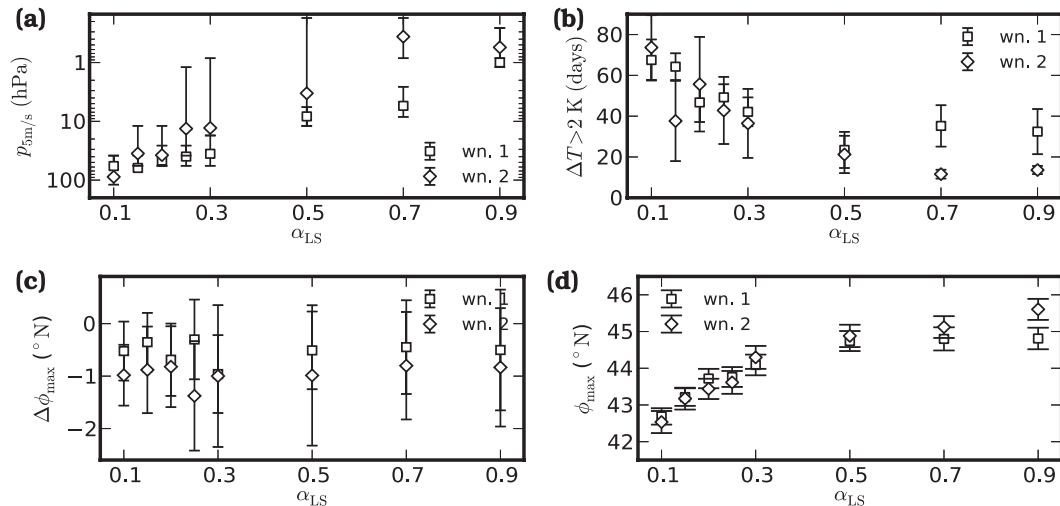 (a)
1
10
100
p5m/s (hPa)
wn. 1
wn. 2
0.1 0.3 0.5 0.7 0.9
αLS
(b)
80
60
40
20
0
ΔT>2 K (days)
wn. 1
wn. 2
0.1 0.3 0.5 0.7 0.9
αLS
(c)
0
−1
−2
Δϕmax (° N)
wn. 1
wn. 2
0.1 0.3 0.5 0.7 0.9
αLS
(d)
46
45
44
43
42
ϕmax (° N)
wn. 1
wn. 2
0.1 0.3 0.5 0.7 0.9
αLS